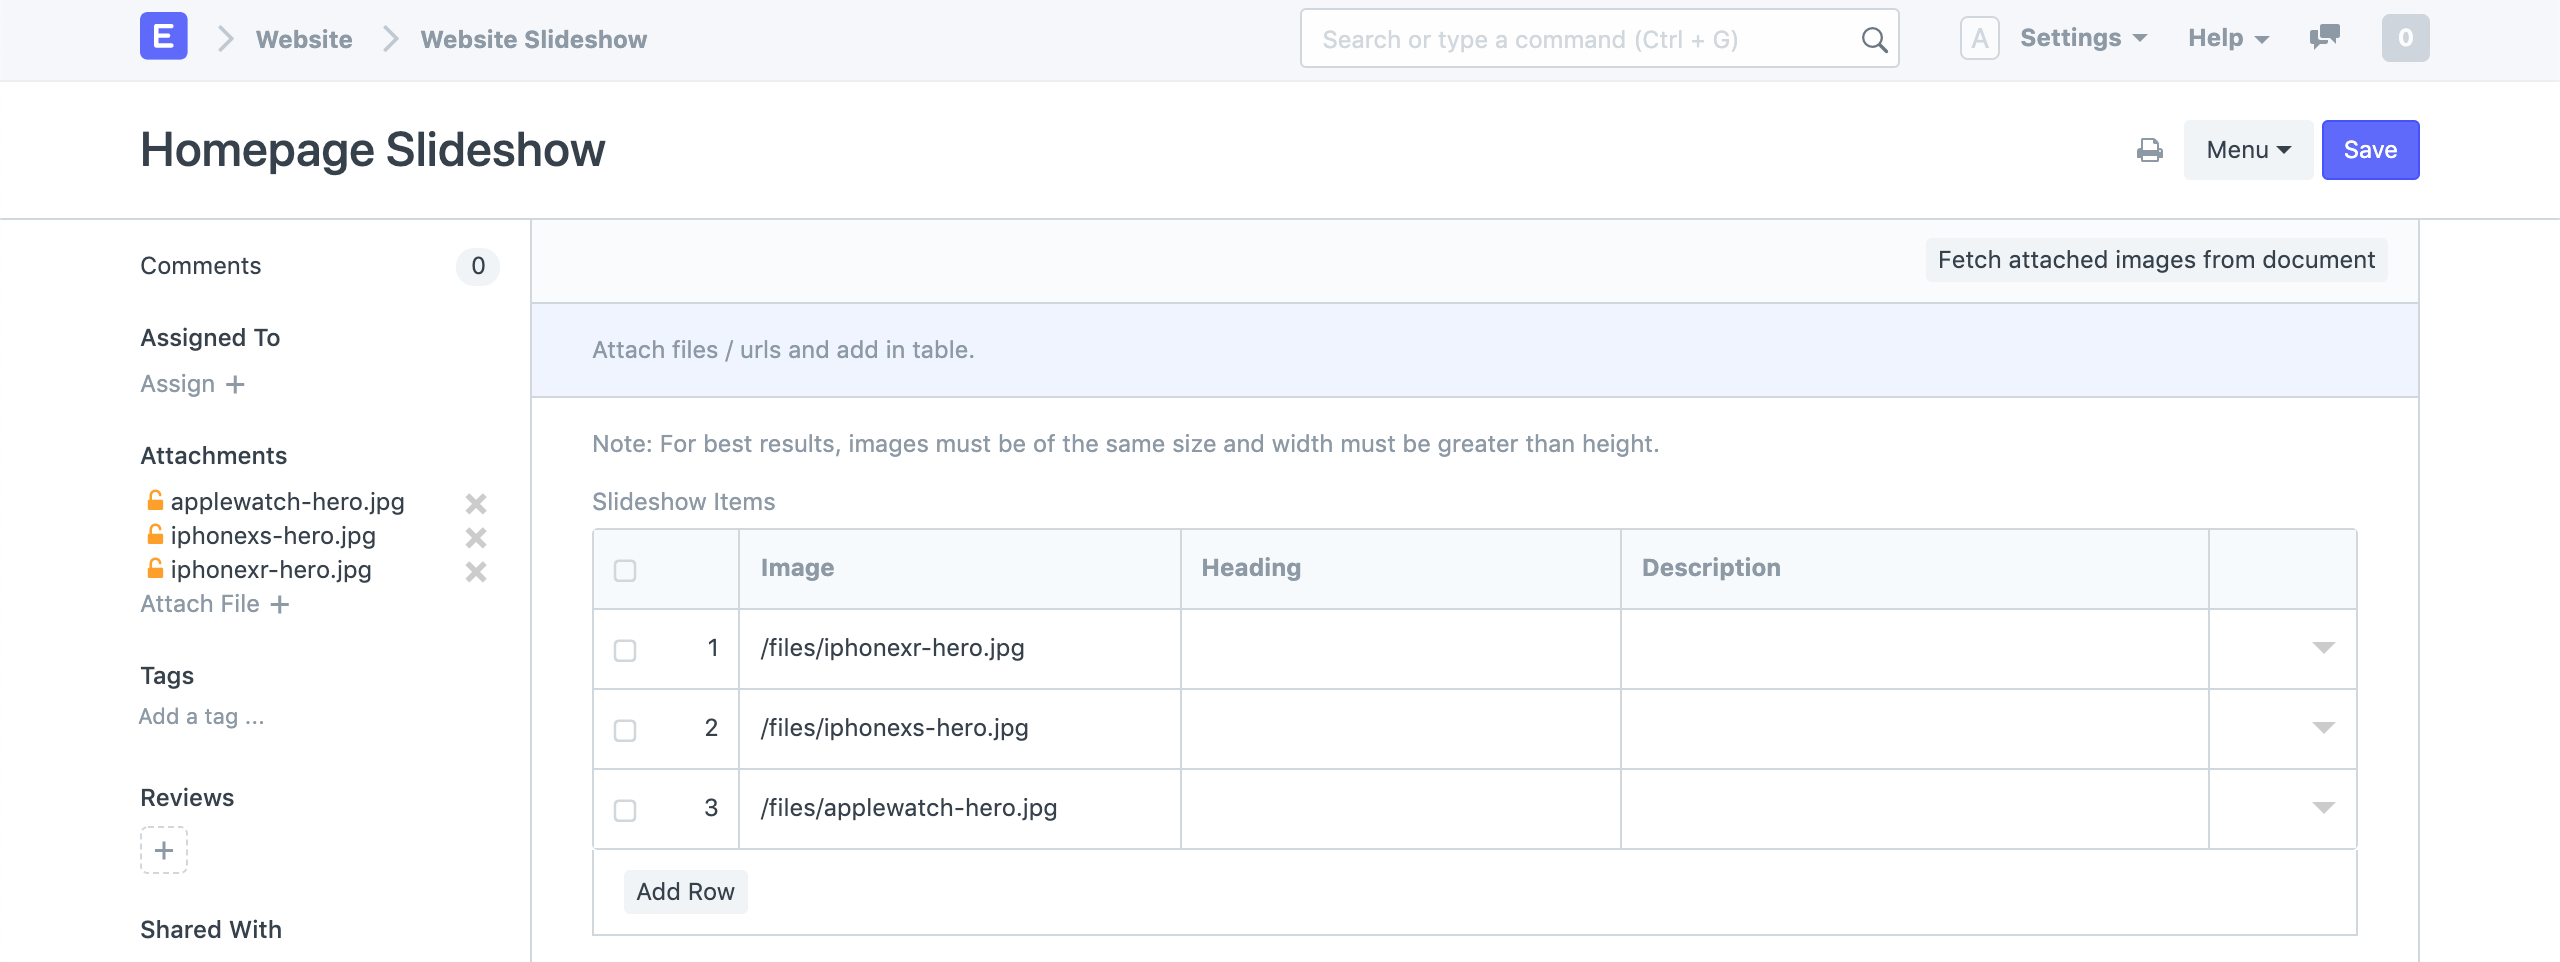 E Website Website Slideshow Search or type a command (Ctrl + G) A Settings Help 0
Homepage Slideshow Menu Save
Comments 0
Assigned To
Assign +
Attachments
applewatch-hero.jpg
iphonexs-hero.jpg
iphonexr-hero.jpg
Attach File +
Tags
Add a tag ...
Reviews
+
Shared With
Fetch attached images from document
Attach files / urls and add in table.
Note: For best results, images must be of the same size and width must be greater than height.
Slideshow Items
Image Heading Description
1 /files/iphonexr-hero.jpg
2 /files/iphonexs-hero.jpg
3 /files/applewatch-hero.jpg
Add Row